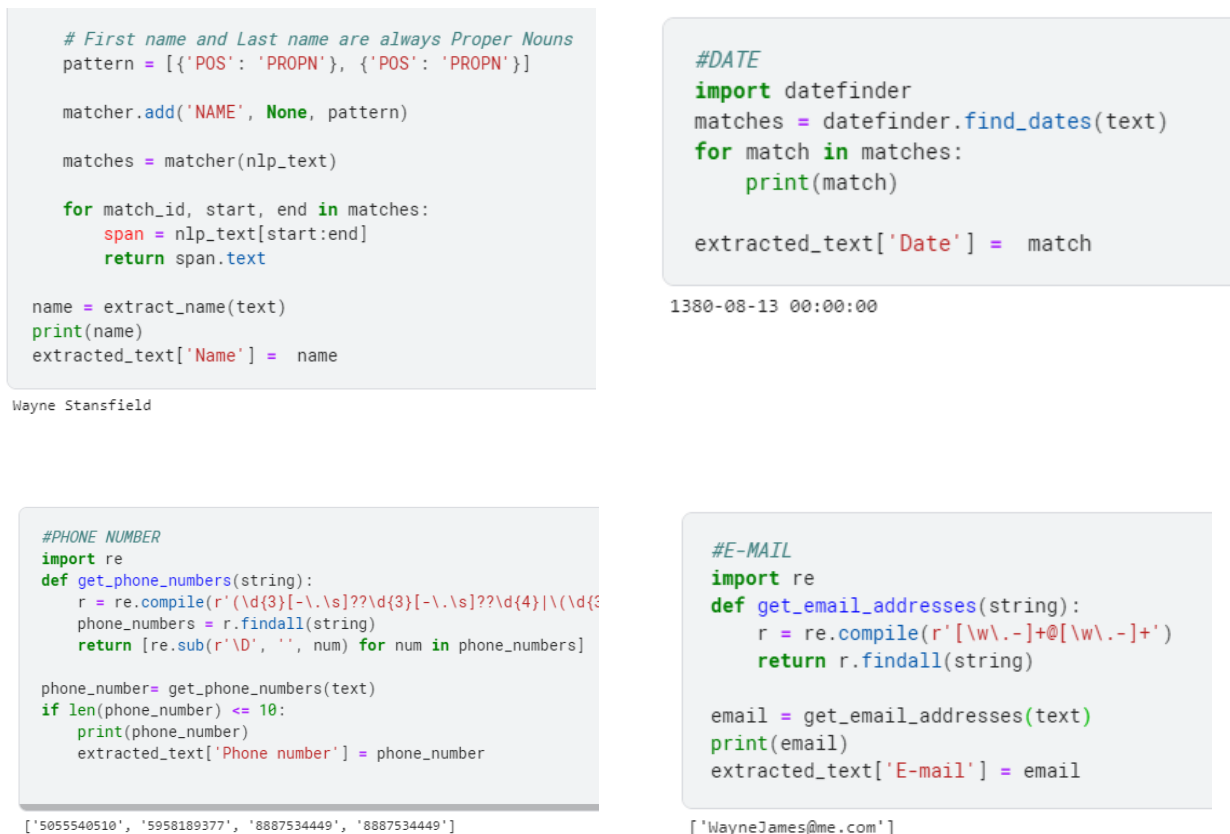 # First name and Last name are always Proper Nouns
pattern = [{'POS': 'PROPN'}, {'POS': 'PROPN'}]
matcher.add('NAME', None, pattern)
matches = matcher(nlp_text)
for match_id, start, end in matches:
span = nlp_text[start:end]
return span.text
name = extract_name(text)
print(name)
extracted_text['Name'] = name
Wayne Stansfield
#DATE
import datefinder
matches = datefinder.find_dates(text)
for match in matches:
print(match)
extracted_text['Date'] = match
1380-08-13 00:00:00
#PHONE NUMBER
import re
def get_phone_numbers(string):
r = re.compile(r'(\d{3}[-\.\s]??\d{3}[-\.\s]??\d{4}|\(\d{3
phone_numbers = r.findall(string)
return [re.sub(r'\D', '', num) for num in phone_numbers]
phone_number= get_phone_numbers(text)
if len(phone_number) <= 10:
print(phone_number)
extracted_text['Phone number'] = phone_number
['5055540510', '5958189377', '8887534449', '8887534449']
#E-MAIL
import re
def get_email_addresses(string):
r = re.compile(r'[\w\.-]+@[\w\.-]+')
return r.findall(string)
email = get_email_addresses(text)
print(email)
extracted_text['E-mail'] = email
['WayneJames@me.com']